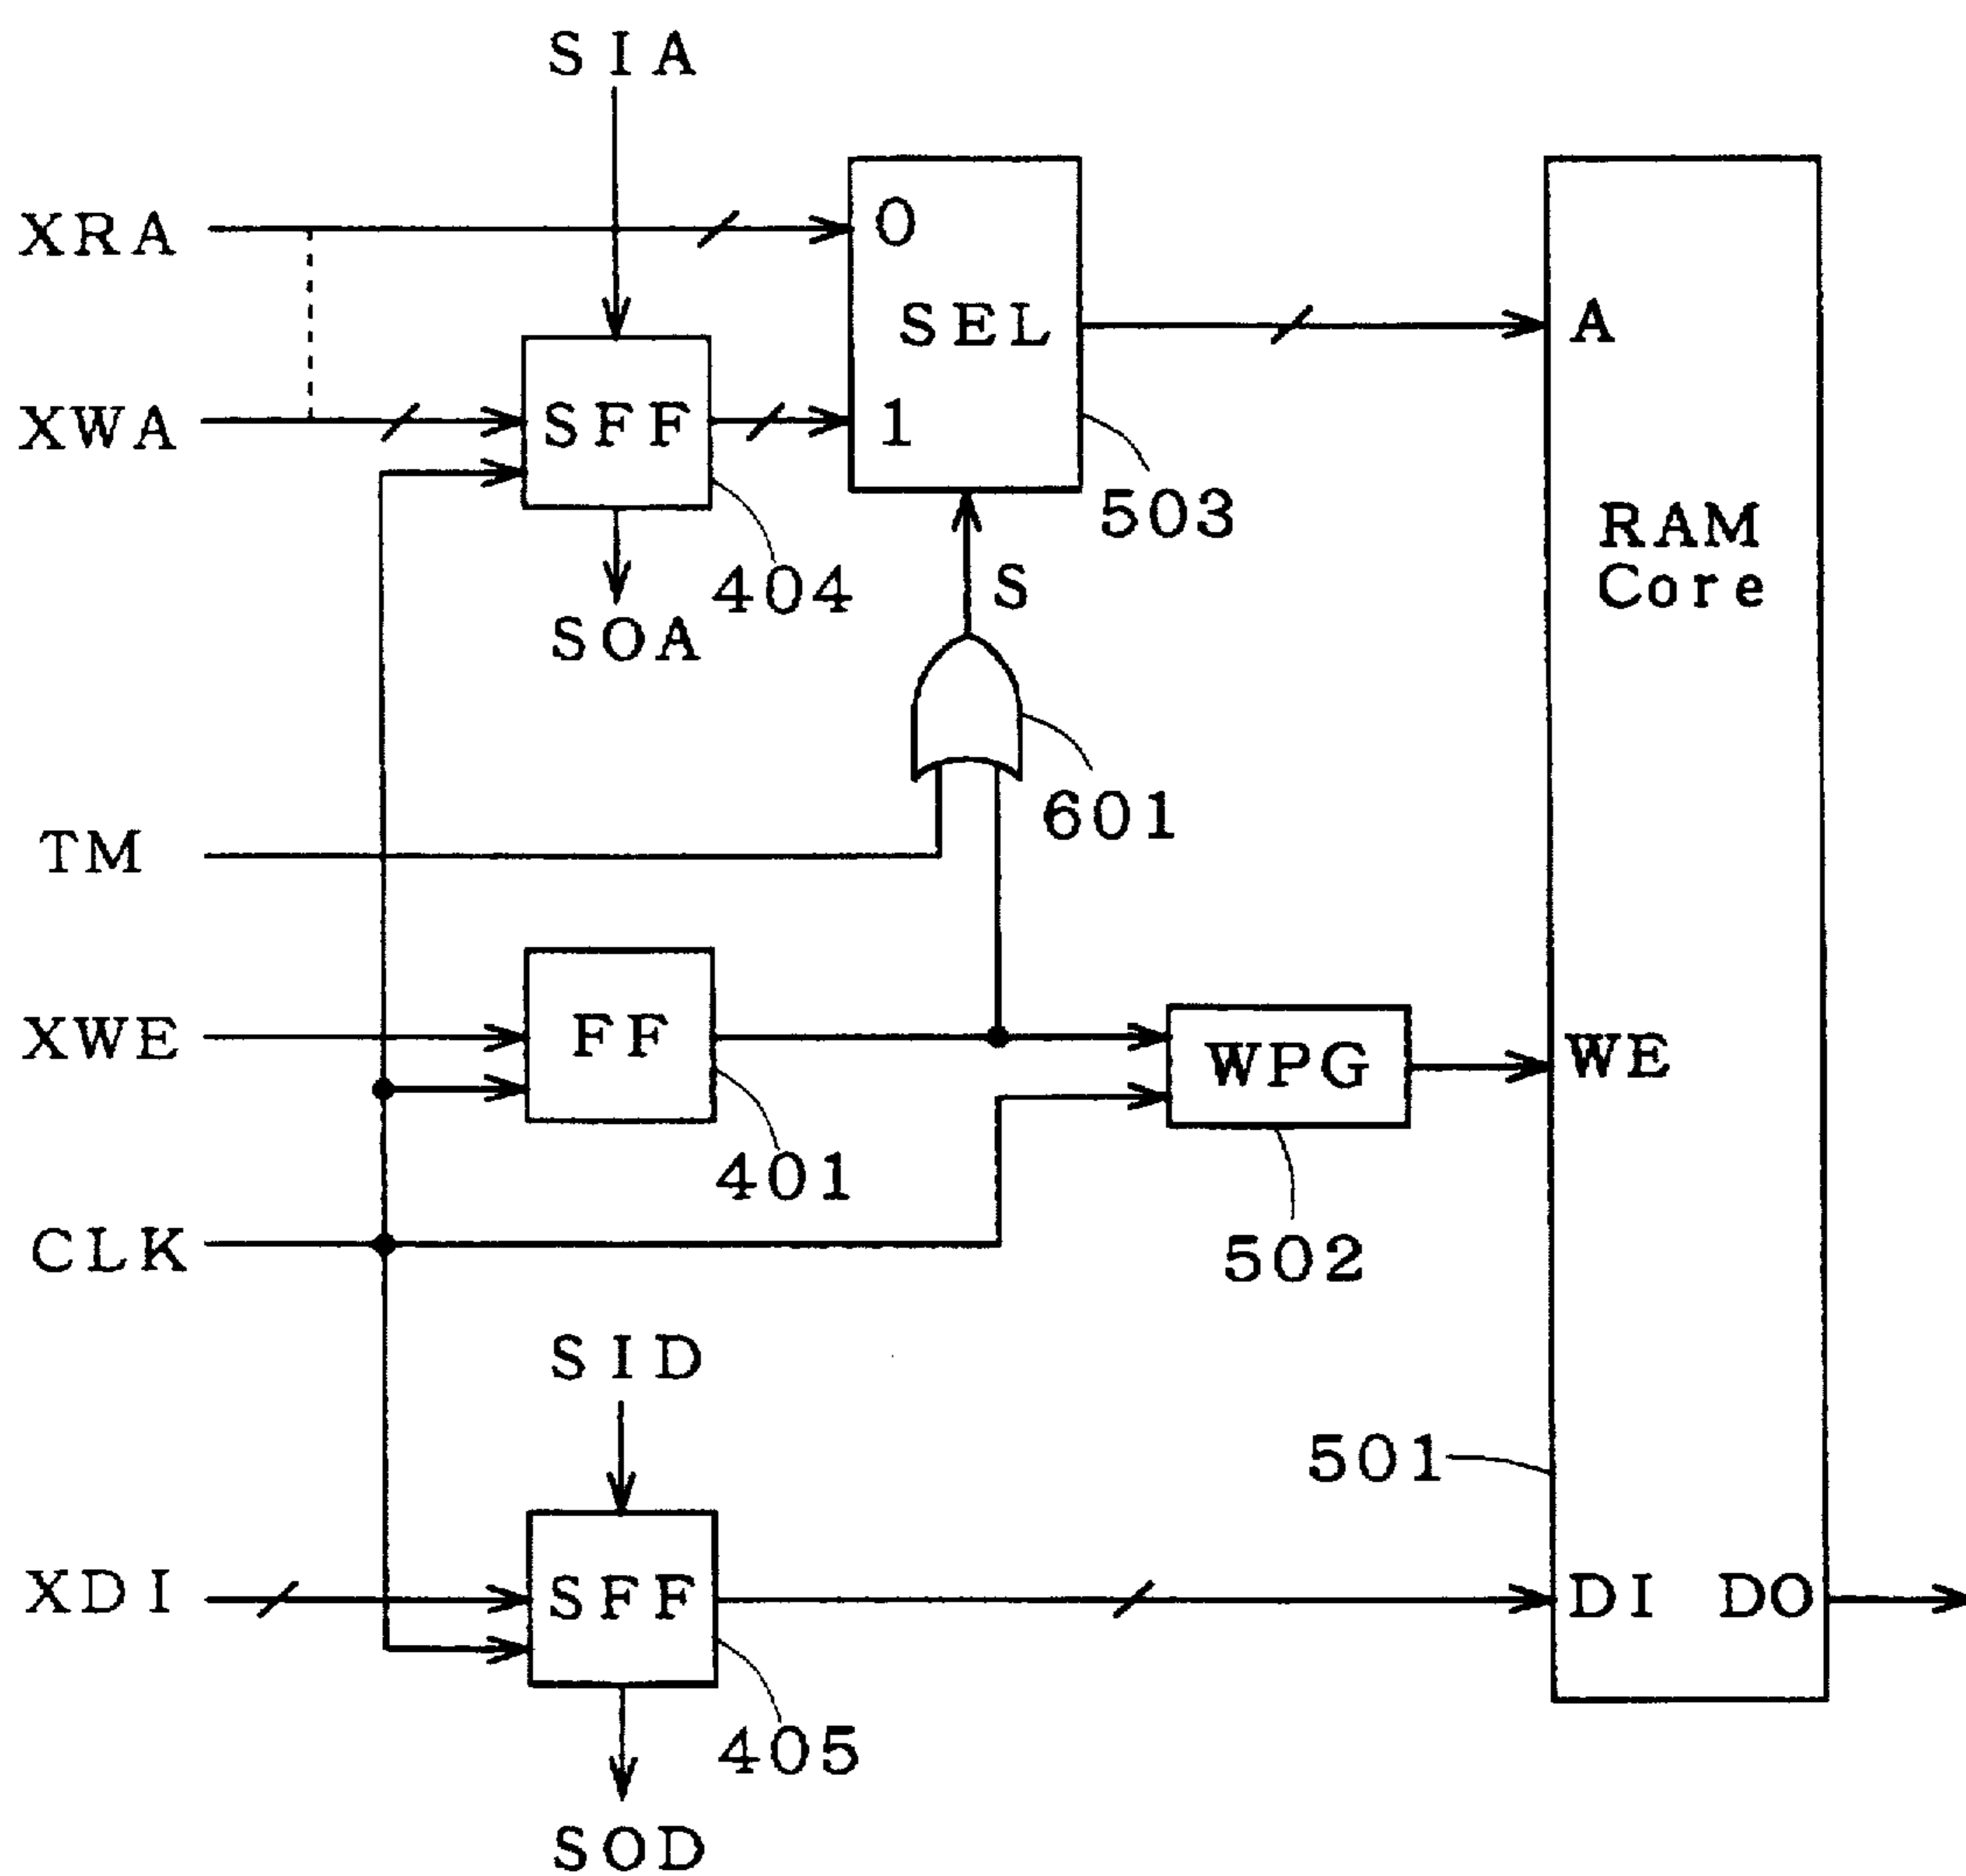 SIA
XRA
0
SEL
A
XWA
SFF
1
503
RAM
Core
404
S
SOA
601
TM
XWE
FF
WPG
WE
401
CLK
502
SID
501
XDI
SFF
DI
DO
405
SOD